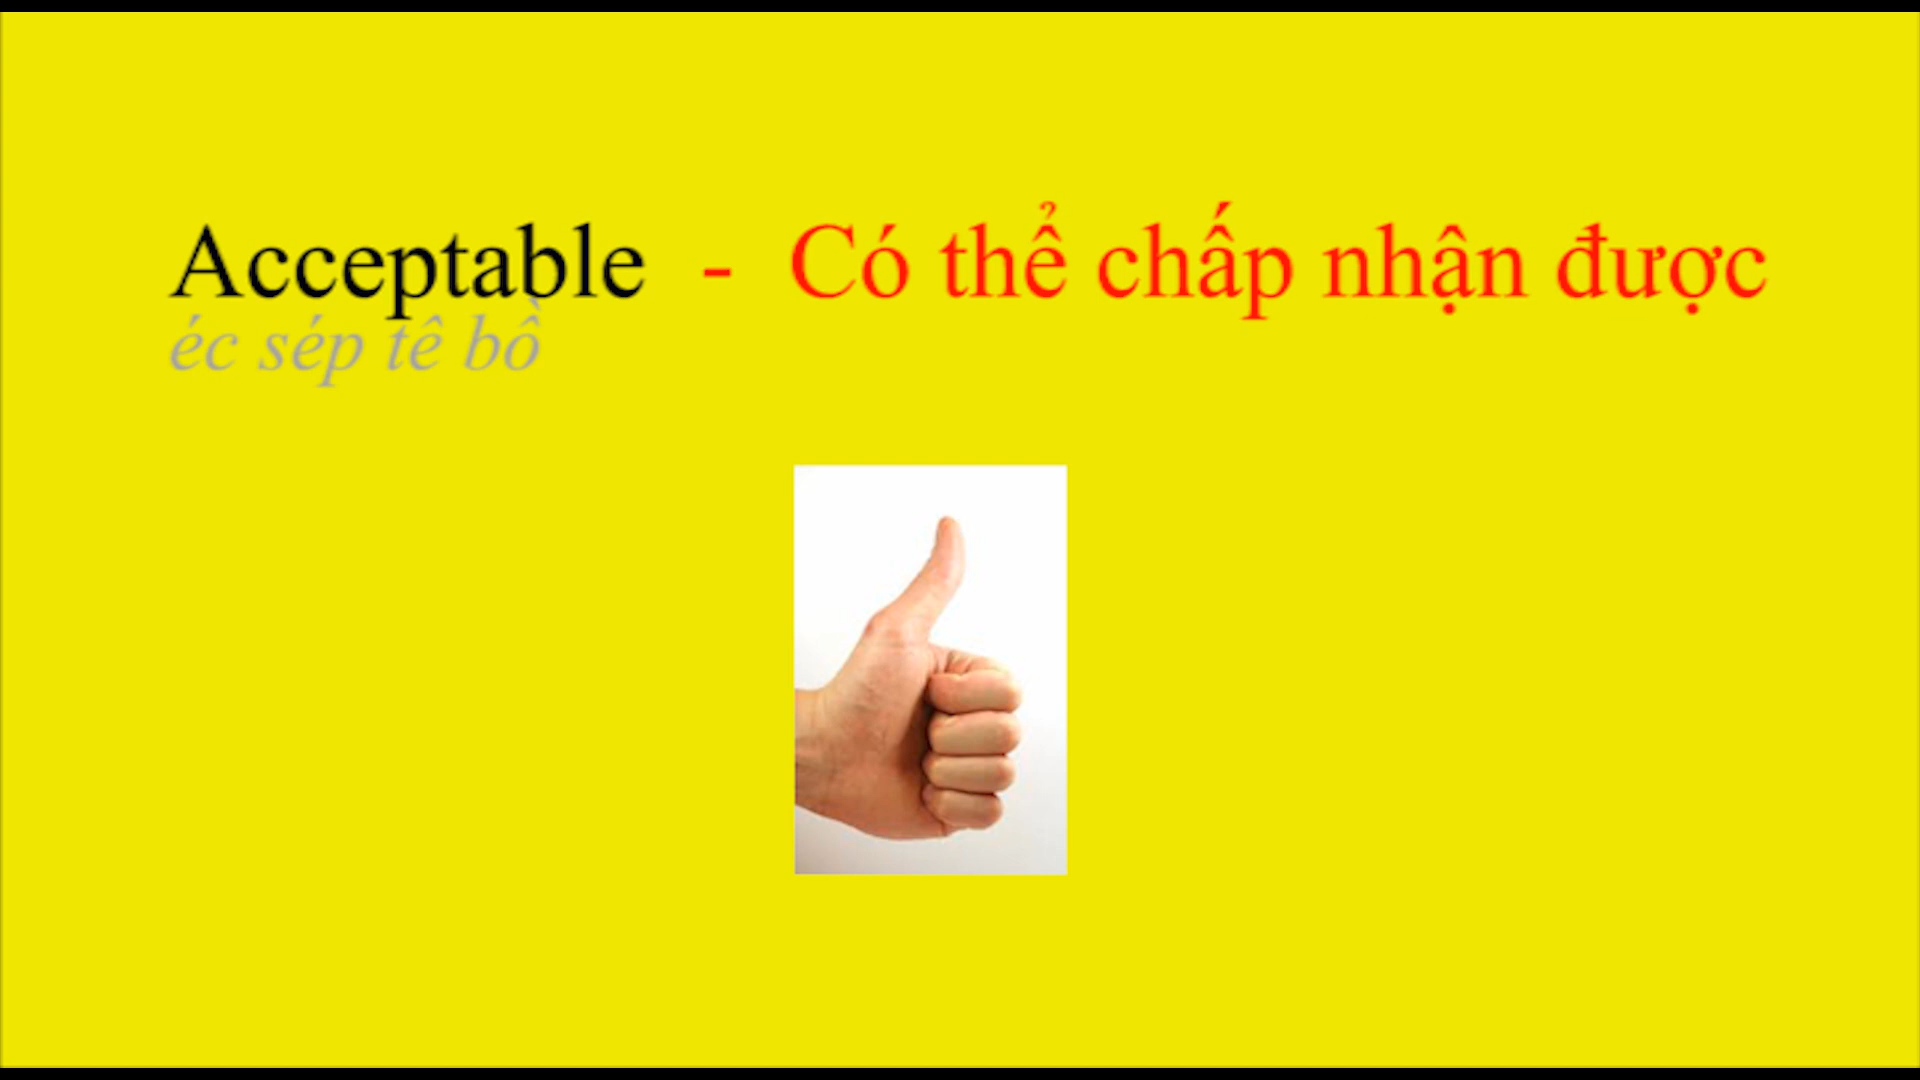 Acceptable - Có thể chấp nhận được
éc sép tê bồ